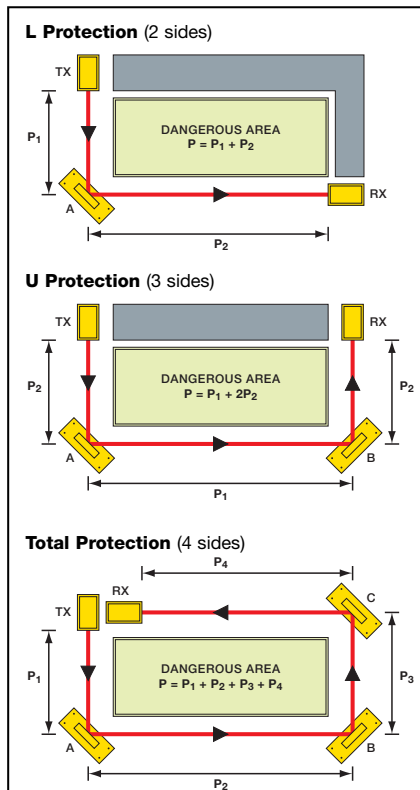 L Protection (2 sides)
TX
P1
DANGEROUS AREA
P = P1 + P2
A
RX
P2
U Protection (3 sides)
TX
RX
P2
DANGEROUS AREA
P = P1 + 2P2
P2
A
B
P1
Total Protection (4 sides)
P4
RX
C
TX
P1
DANGEROUS AREA
P = P1 + P2 + P3 + P4
P3
A
B
P2